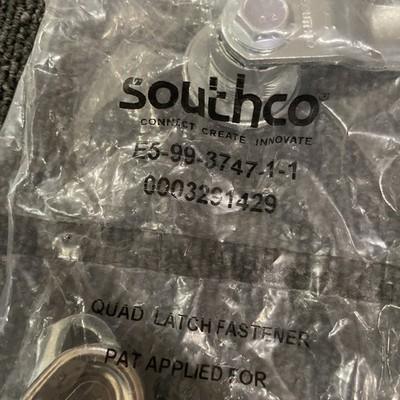 southco
CONNECT CREATE INNOVATE
E5-99-3747-1-1
0003291429
QUAD LATCH FASTENER
PAT APPLIED FOR